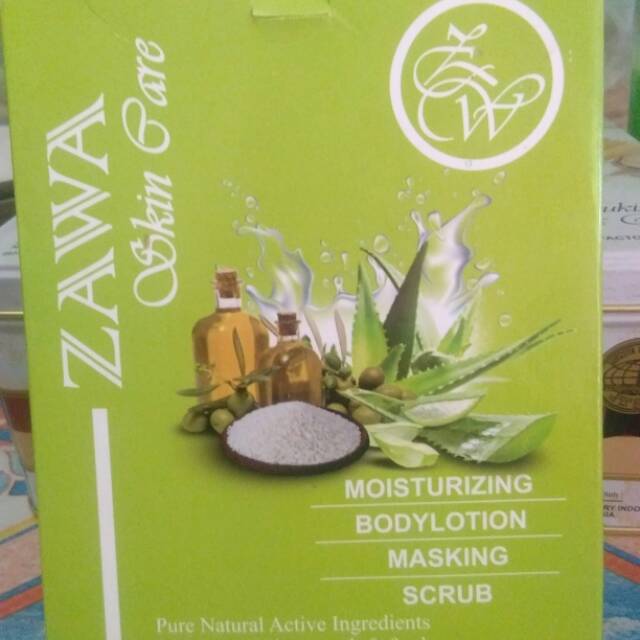 ZAWA
Skin Care
ZW
MOISTURIZING
BODYLOTION
MASKING
SCRUB
Pure Natural Active Ingredients